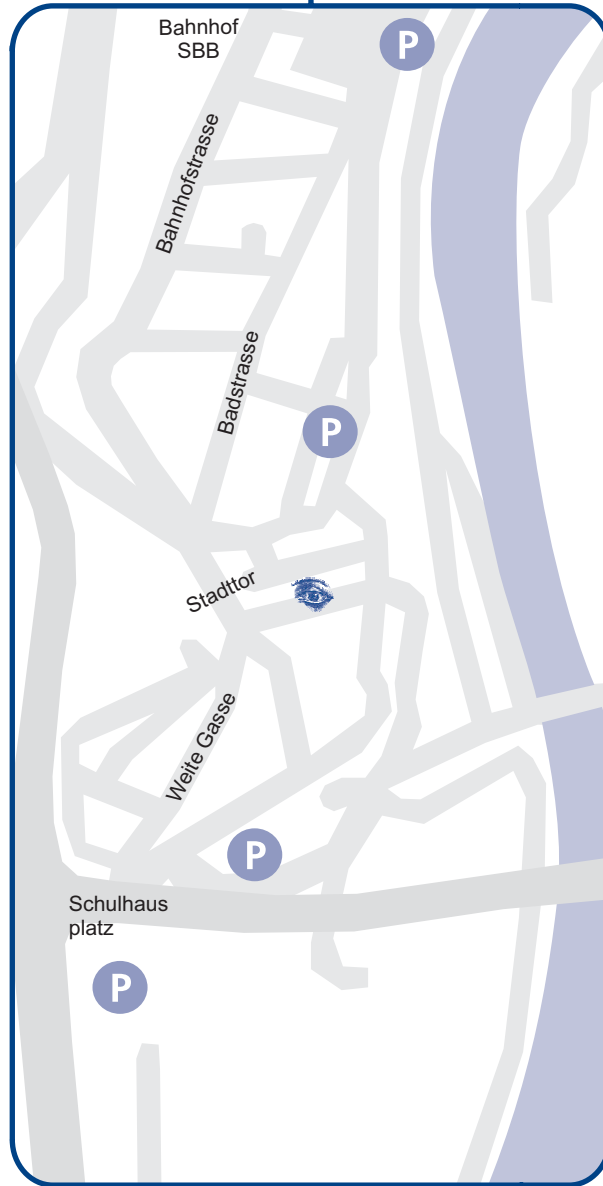 Bahnhof
SBB
P
Bahnhofstrasse
Badstrasse
P
Stadttor
Weite Gasse
P
Schulhaus
platz
P